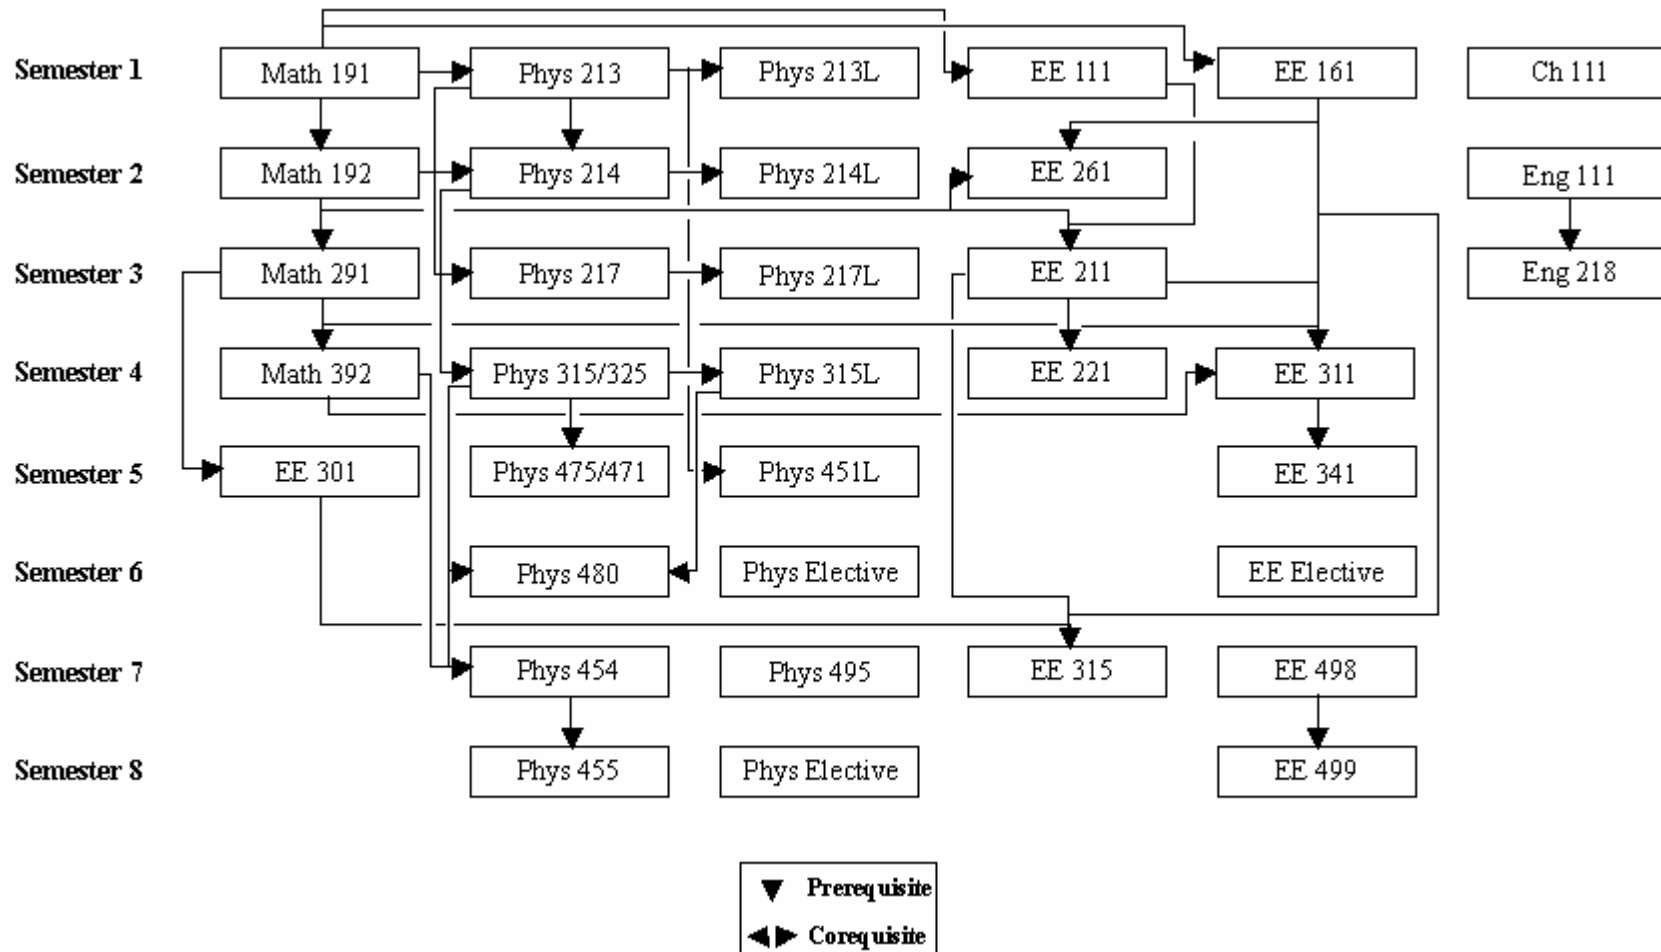 Semester 1 Math 191 Phys 213 Phys 213L EE 111 EE 161 Ch 111
Semester 2 Math 192 Phys 214 Phys 214L EE 261 Eng 111
Semester 3 Math 291 Phys 217 Phys 217L EE 211 Eng 218
Semester 4 Math 392 Phys 315/325 Phys 315L EE 221 EE 311
Semester 5 EE 301 Phys 475/471 Phys 451L EE 341
Semester 6 Phys 480 Phys Elective EE Elective
Semester 7 Phys 454 Phys 495 EE 315 EE 498
Semester 8 Phys 455 Phys Elective EE 499
Prerequisite
Corequisite